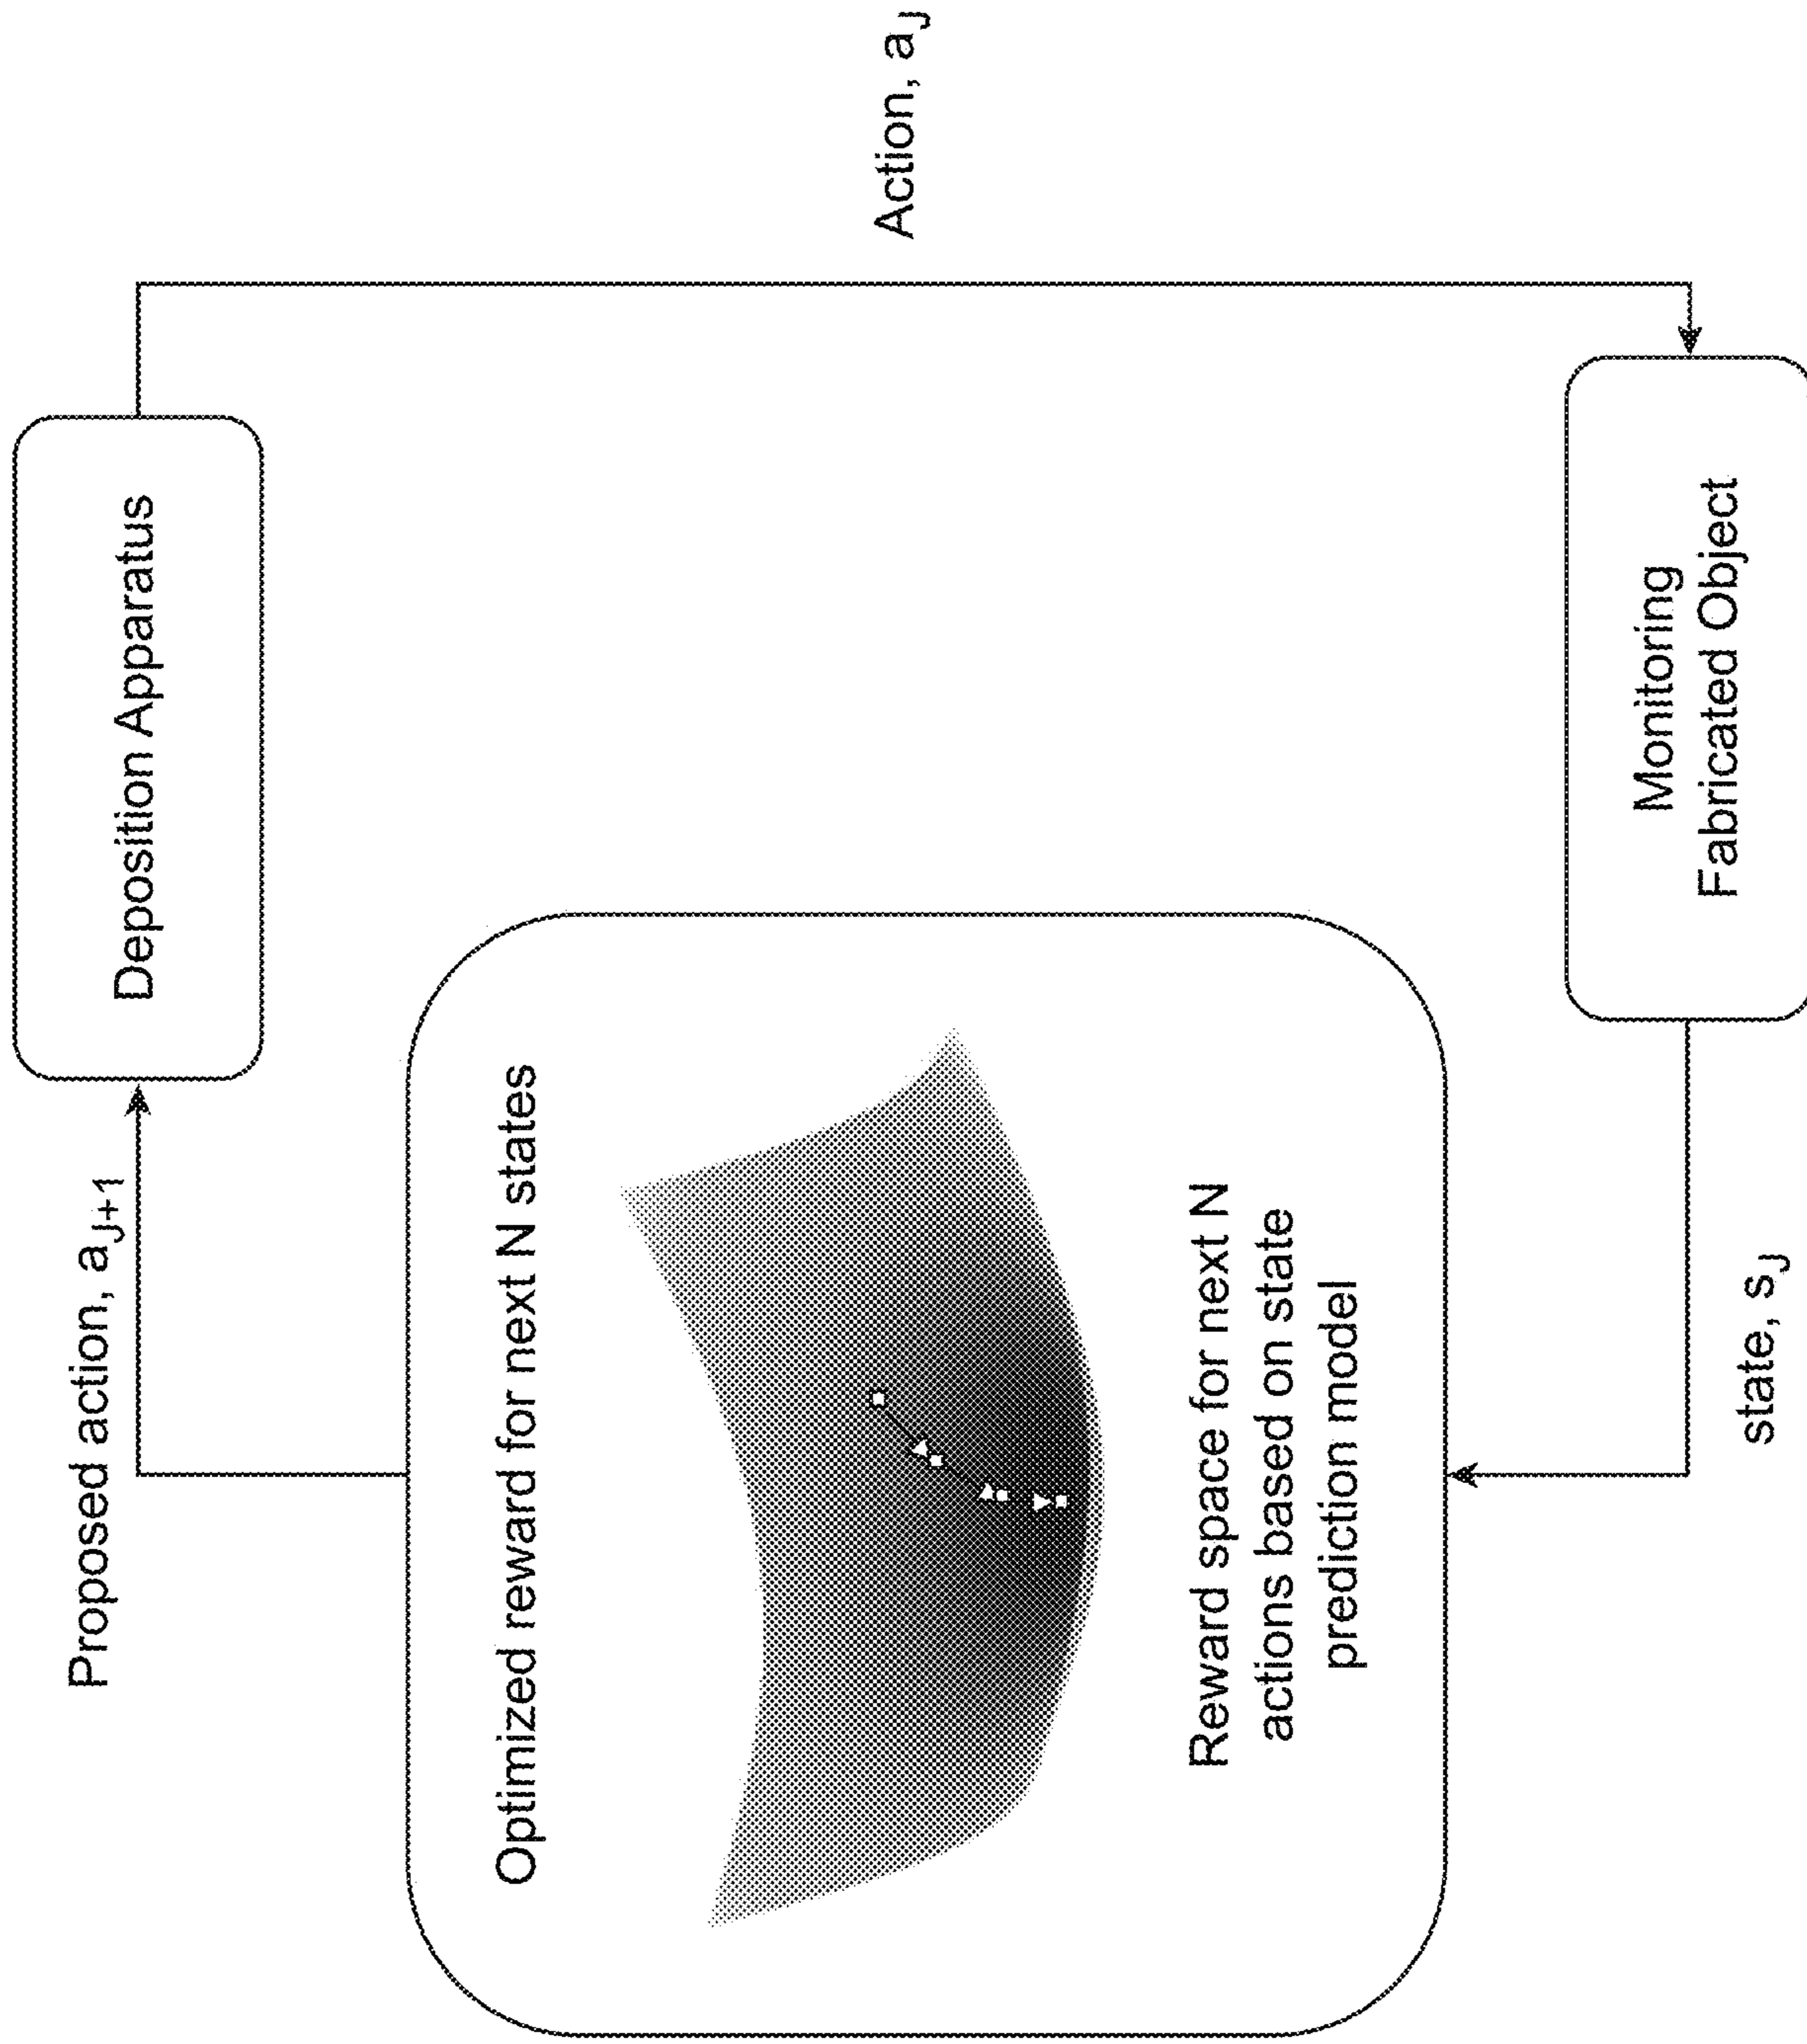 Proposed action, aJ+1
Deposition Apparatus
Action, aJ
Optimized reward for next N states
Reward space for next N
actions based on state
prediction model
state, sJ
Monitoring
Fabricated Object